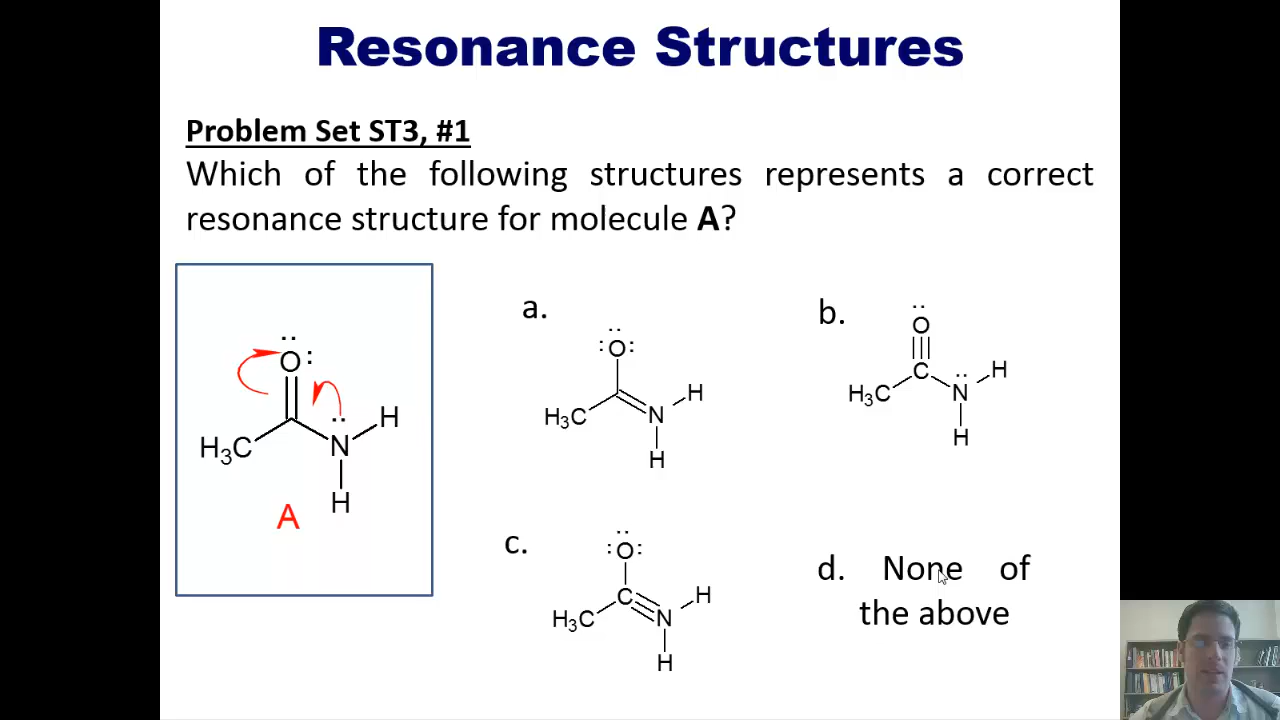 Resonance Structures
Problem Set ST3, #1
Which of the following structures represents a correct
resonance structure for molecule A?
O
H₃C
N
H
H
A
a.
O
H₃C
N
H
H
b.
O
C
H₃C
N
H
H
c.
O
C
H₃C
N
H
H
d. None of
the above